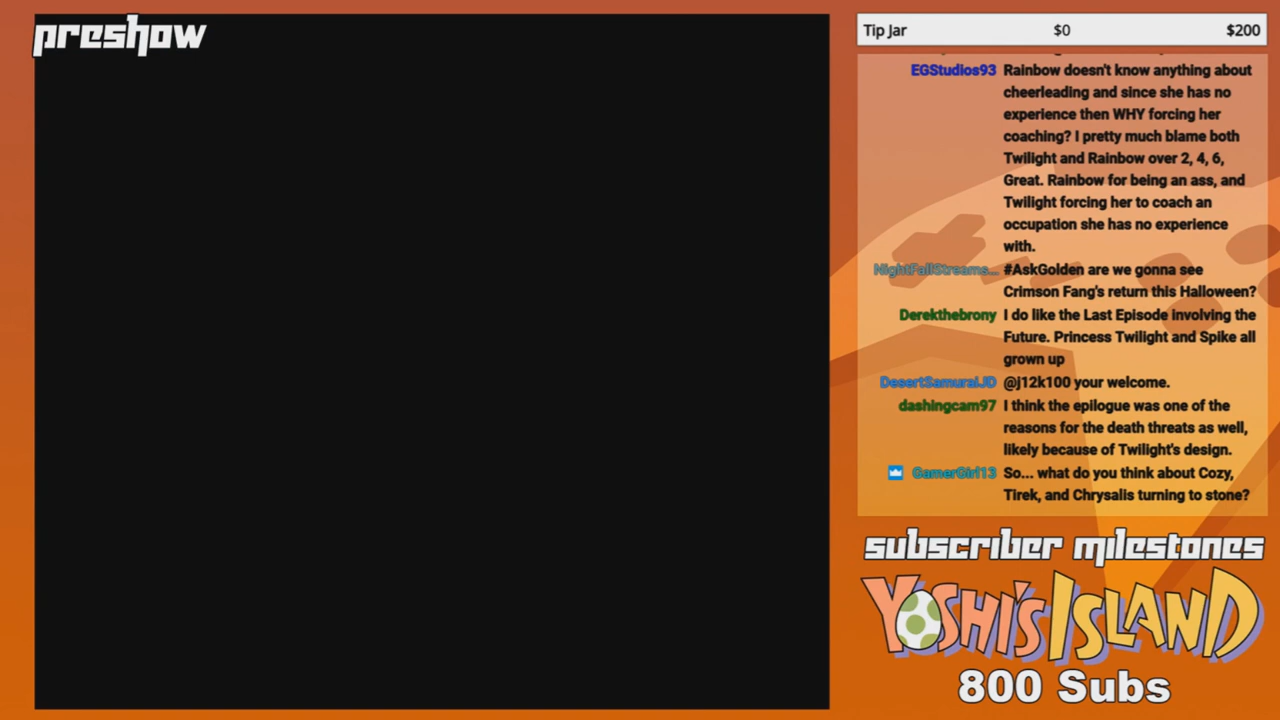 preshow
Tip Jar $0 $200
EGStudios93 Rainbow doesn't know anything about
cheerleading and since she has no
experience then WHY forcing her
coaching? I pretty much blame both
Twilight and Rainbow over 2, 4, 6,
Great. Rainbow for being an ass, and
Twilight forcing her to coach an
occupation she has no experience
with.
NightFallStreams... #AskGolden are we gonna see
Crimson Fang's return this Halloween?
Derekthebrony I do like the Last Episode involving the
Future. Princess Twilight and Spike all
grown up
DesertSamuraiJD @j12k100 your welcome.
dashingcam97 I think the epilogue was one of the
reasons for the death threats as well,
likely because of Twilight's design.
GamerGirl13 So... what do you think about Cozy,
Tirek, and Chrysalis turning to stone?
subscriber milestones
YOSHI'S ISLAND
800 Subs